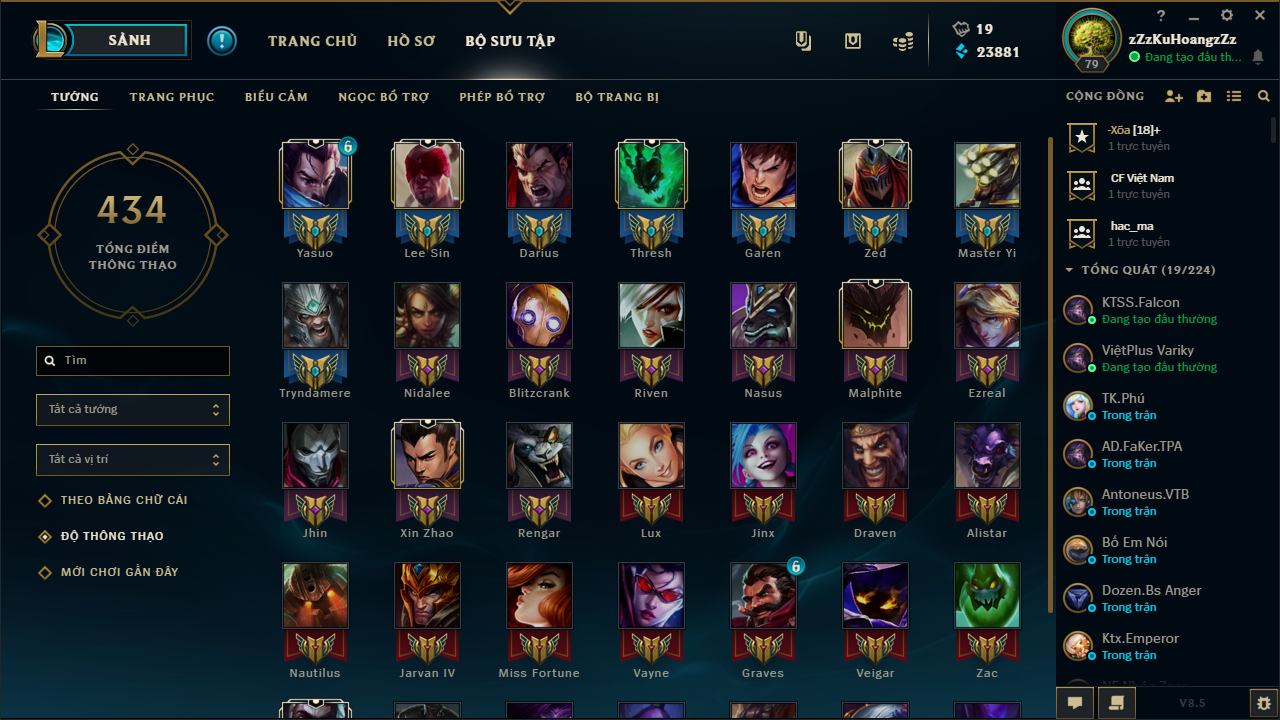 SẢNH
TRANG CHỦ
HỒ SƠ
BỘ SƯU TẬP
19
23881
79
?
zZzKuHoangzZz
Đang tạo đấu th...
TƯỚNG
TRANG PHỤC
BIỂU CẢM
NGỌC BỔ TRỢ
PHÉP BỔ TRỢ
BỘ TRANG BỊ
434
TỔNG ĐIỂM
THÔNG THẠO
Tìm
Tất cả tướng
Tất cả vị trí
THEO BẢNG CHỮ CÁI
ĐỘ THÔNG THẠO
MỚI CHƠI GẦN ĐÂY
6
Yasuo
Lee Sin
Darius
Thresh
Garen
Zed
Master Yi
Tryndamere
Nidalee
Blitzcrank
Riven
Nasus
Malphite
Ezreal
Jhin
Xin Zhao
Rengar
Lux
Jinx
Draven
Alistar
6
Nautilus
Jarvan IV
Miss Fortune
Vayne
Graves
Veigar
Zac
CỘNG ĐỒNG
-Xõa [18]+
1 trực tuyến
CF Việt Nam
1 trực tuyến
hac_ma
1 trực tuyến
TỔNG QUÁT (19/224)
KTSS.Falcon
Đang tạo đấu thường
ViệtPlus Variky
Đang tạo đấu thường
TK.Phú
Trong trận
AD.FaKer.TPA
Trong trận
Antoneus.VTB
Trong trận
Bố Em Nói
Trong trận
Dozen.Bs Anger
Trong trận
Ktx.Emperor
Trong trận
V8.5